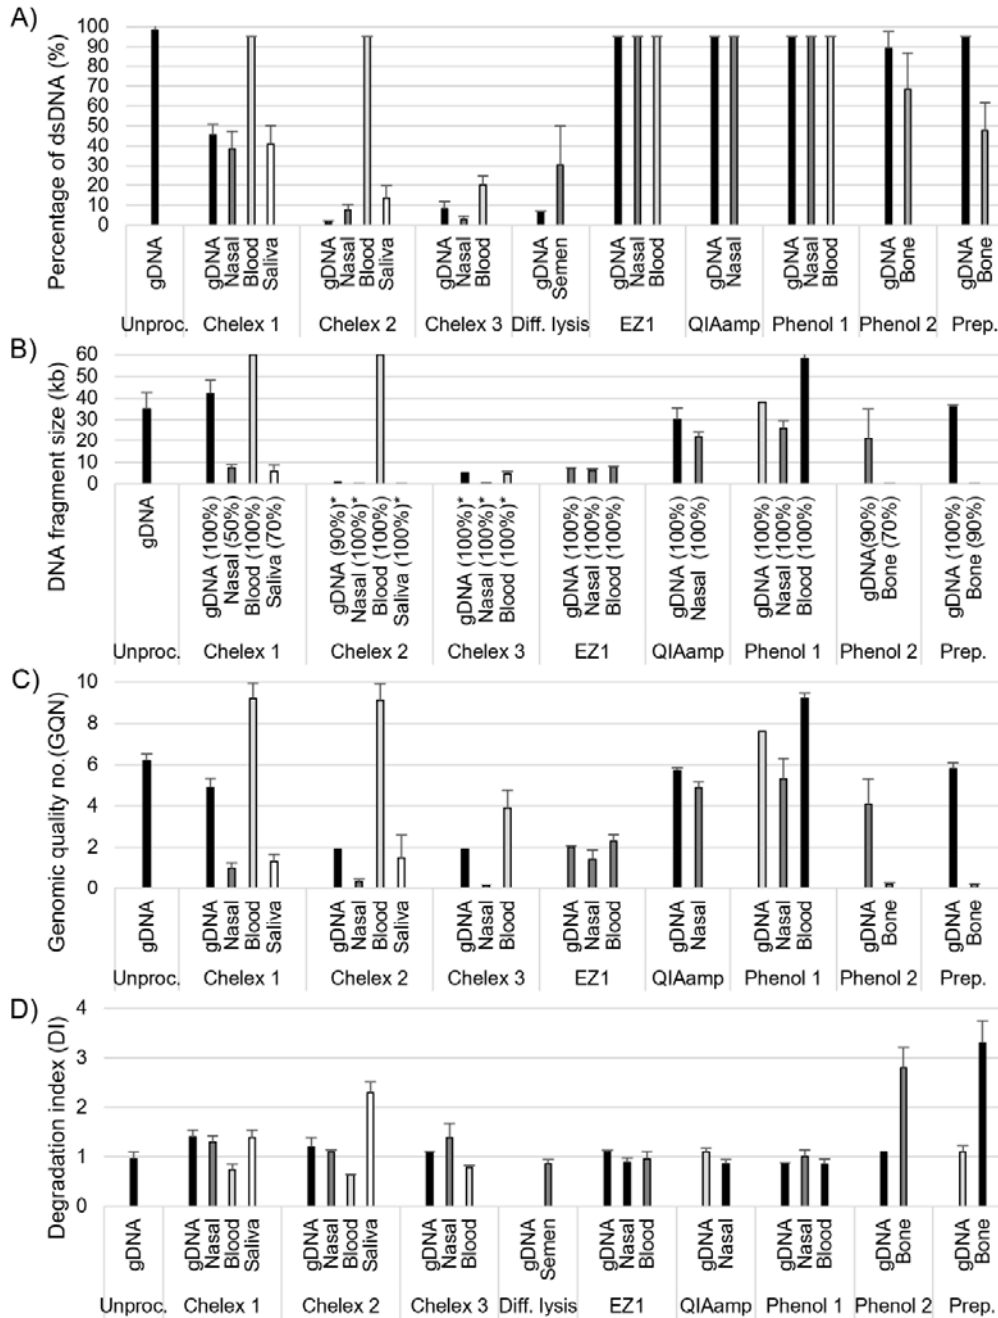 A)
Percentage of dsDNA (%)
100
90
80
70
60
50
40
30
20
10
0
gDNA
gDNA
Nasal
Blood
Saliva
gDNA
Nasal
Blood
Saliva
gDNA
Nasal
Blood
gDNA
Semen
gDNA
Nasal
Blood
gDNA
Nasal
gDNA
Nasal
Blood
gDNA
Bone
gDNA
Bone
Unproc. Chelex 1 Chelex 2 Chelex 3 Diff. lysis EZ1 QIAamp Phenol 1 Phenol 2 Prep.
B)
DNA fragment size (kb)
60
50
40
30
20
10
0
gDNA
gDNA (100%)
Nasal (50%)
Blood (100%)
Saliva (70%)
gDNA (90%)*
Nasal (100%)*
Blood (100%)
Saliva (100%)*
gDNA (100%)*
Nasal (100%)*
Blood (100%)*
gDNA (100%)
Nasal (100%)
Blood (100%)
gDNA (100%)
Nasal (100%)
gDNA (100%)
Nasal (100%)
Blood (100%)
gDNA(90%)
Bone (70%)
gDNA (100%)
Bone (90%)
Unproc. Chelex 1 Chelex 2 Chelex 3 EZ1 QIAamp Phenol 1 Phenol 2 Prep.
C)
Genomic quality no.(GQN)
10
8
6
4
2
0
gDNA
gDNA
Nasal
Blood
Saliva
gDNA
Nasal
Blood
Saliva
gDNA
Nasal
Blood
gDNA
Nasal
Blood
gDNA
Nasal
gDNA
Nasal
Blood
gDNA
Bone
gDNA
Bone
Unproc. Chelex 1 Chelex 2 Chelex 3 EZ1 QIAamp Phenol 1 Phenol 2 Prep.
D)
Degradation index (DI)
4
3
2
1
0
gDNA
gDNA
Nasal
Blood
Saliva
gDNA
Nasal
Blood
Saliva
gDNA
Nasal
Blood
gDNA
Semen
gDNA
Nasal
Blood
gDNA
Nasal
gDNA
Nasal
Blood
gDNA
Bone
gDNA
Bone
Unproc. Chelex 1 Chelex 2 Chelex 3 Diff. lysis EZ1 QIAamp Phenol 1 Phenol 2 Prep.